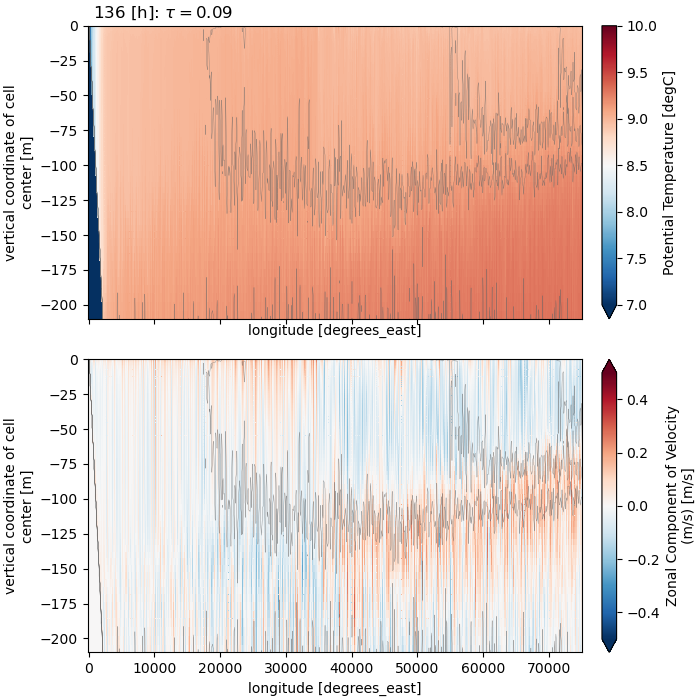 136 [h]: τ = 0.09
0
−25
−50
−75
−100
−125
−150
−175
−200
vertical coordinate of cell
center [m]
longitude [degrees_east]
10.0
9.5
9.0
8.5
8.0
7.5
7.0
Potential Temperature [degC]
0
−25
−50
−75
−100
−125
−150
−175
−200
vertical coordinate of cell
center [m]
0 10000 20000 30000 40000 50000 60000 70000
longitude [degrees_east]
0.4
0.2
0.0
−0.2
−0.4
Zonal Component of Velocity
(m/s) [m/s]